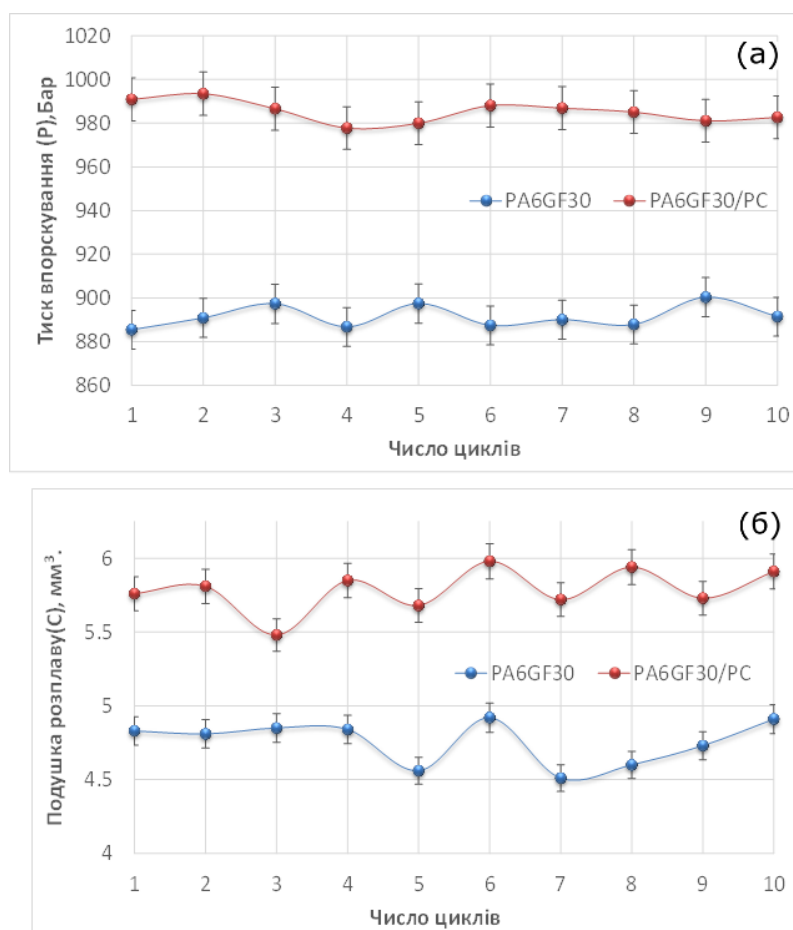 (а)
1020
1000
980
960
940
920
900
880
860
Тиск впорскування (Р),Бар
PA6GF30
PA6GF30/PC
1 2 3 4 5 6 7 8 9 10
Число циклів
(б)
6
5.5
5
4.5
4
Подушка розплаву(С), мм³.
PA6GF30
PA6GF30/PC
1 2 3 4 5 6 7 8 9 10
Число циклів